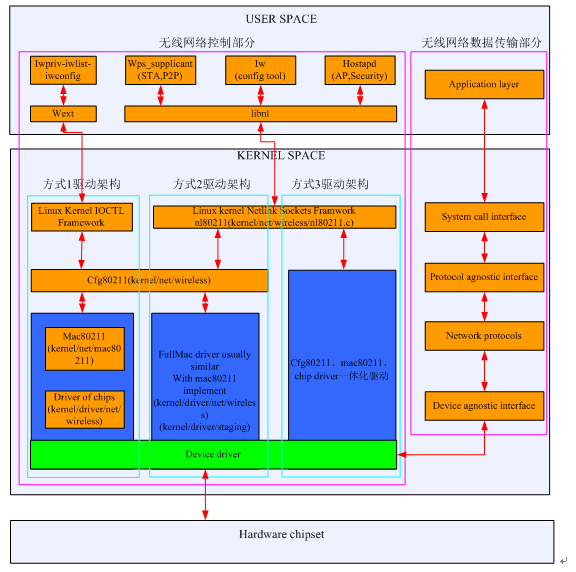 USER SPACE
无线网络控制部分
无线网络数据传输部分
Iwpriv-iwlist-
iwconfig
Wps_supplicant
(STA,P2P)
Iw
(config tool)
Hostapd
(AP,Security)
Application layer
Wext
libnl
KERNEL SPACE
方式1驱动架构
方式2驱动架构
方式3驱动架构
Linux Kernel IOCTL
Framework
Linux kernel Netlink Sockets Framwork
nl80211(kernel/net/wireless/nl80211.c)
System call interface
Cfg80211(kernel/net/wireless)
Protocol agnostic interface
Mac80211
(kernel/net/mac80
211)
Driver of chips
(kernel/driver/net/
wireless)
FullMac driver usually
similar
With mac80211
implement
(kernel/driver/net/wireles
s)
(kernel/driver/staging)
Cfg80211、mac80211、
chip driver一体化驱动
Network protocols
Device agnostic interface
Device driver
Hardware chipset